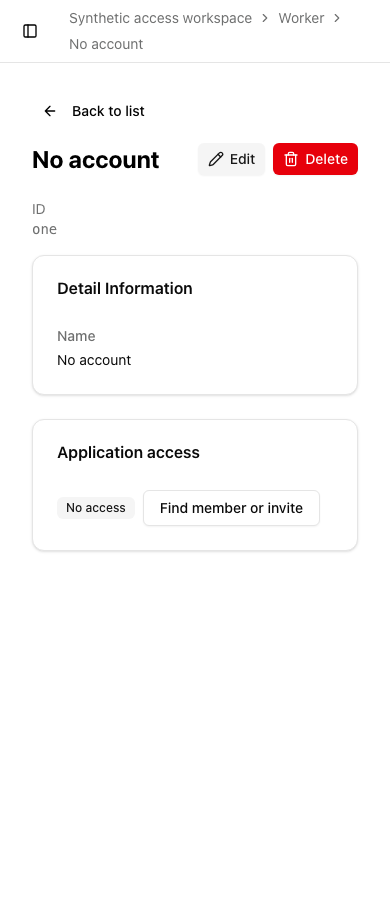 Synthetic access workspace > Worker >
No account
Back to list
No account
Edit
Delete
ID
one
Detail Information
Name
No account
Application access
No access
Find member or invite